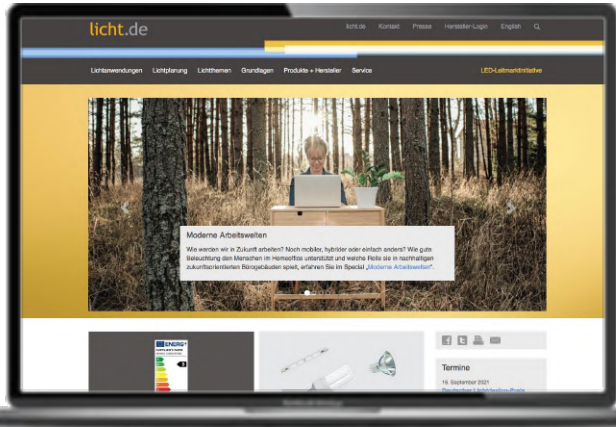 licht.de
licht.de Kontakt Presse Hersteller-Login English
Lichtanwendungen Lichtplanung Lichtthemen Grundlagen Produkte + Hersteller Service LED-Leitmarktinitiative
Moderne Arbeitswelten
Wie werden wir in Zukunft arbeiten? Noch mobiler, hybrider oder einfach anders? Wie gute
Beleuchtung den Menschen im Homeoffice unterstützt und welche Rolle sie in nachhaltigen
zukunftsorientierten Bürogebäuden spielt, erfahren Sie im Special „Moderne Arbeitswelten".
ENERG
Termine
16. September 2021